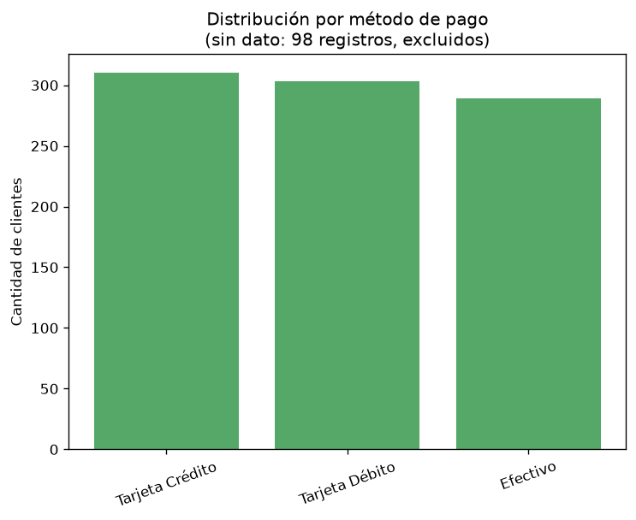 Distribución por método de pago
(sin dato: 98 registros, excluidos)
Cantidad de clientes
300
250
200
150
100
50
0
Tarjeta Crédito
Tarjeta Débito
Efectivo